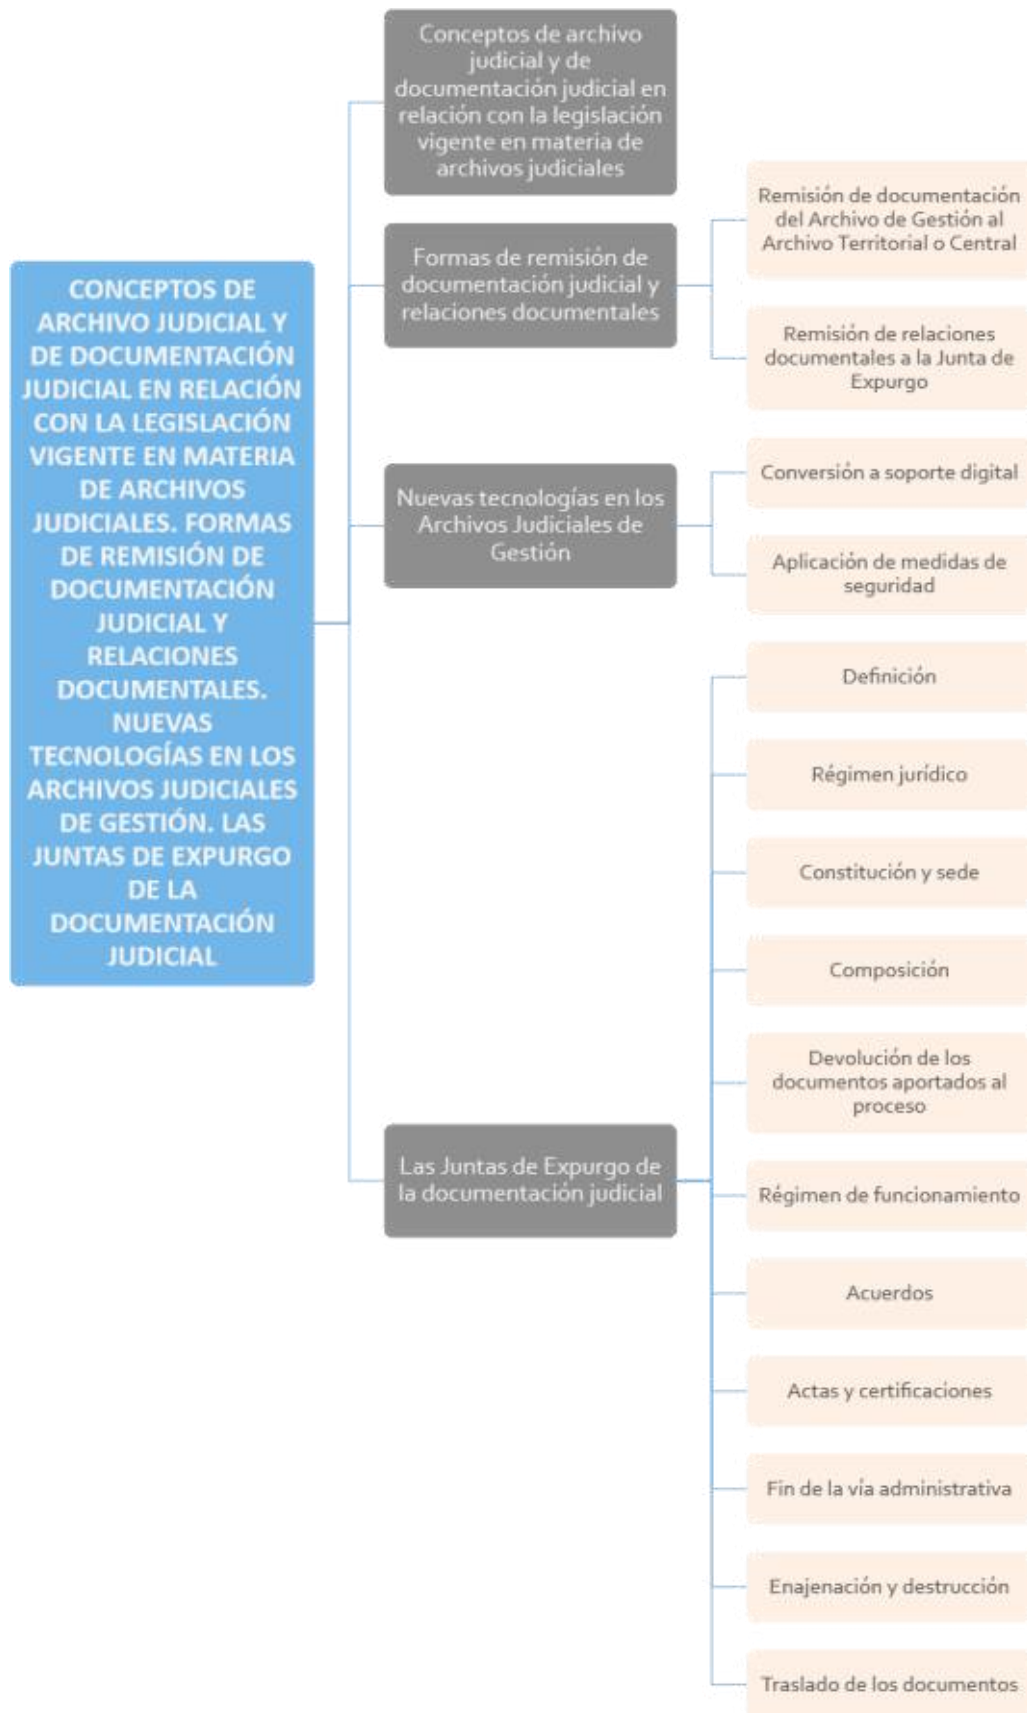 CONCEPTOS DE
ARCHIVO JUDICIAL Y
DE DOCUMENTACIÓN
JUDICIAL EN RELACIÓN
CON LA LEGISLACIÓN
VIGENTE EN MATERIA
DE ARCHIVOS
JUDICIALES. FORMAS
DE REMISIÓN DE
DOCUMENTACIÓN
JUDICIAL Y
RELACIONES
DOCUMENTALES.
NUEVAS
TECNOLOGÍAS EN LOS
ARCHIVOS JUDICIALES
DE GESTIÓN. LAS
JUNTAS DE EXPURGO
DE LA
DOCUMENTACIÓN
JUDICIAL
Conceptos de archivo
judicial y de
documentación judicial en
relación con la legislación
vigente en materia de
archivos judiciales
Formas de remisión de
documentación judicial y
relaciones documentales
Remisión de documentación
del Archivo de Gestión al
Archivo Territorial o Central
Remisión de relaciones
documentales a la Junta de
Expurgo
Nuevas tecnologías en los
Archivos Judiciales de
Gestión
Conversión a soporte digital
Aplicación de medidas de
seguridad
Las Juntas de Expurgo de
la documentación judicial
Definición
Régimen jurídico
Constitución y sede
Composición
Devolución de los
documentos aportados al
proceso
Régimen de funcionamiento
Acuerdos
Actas y certificaciones
Fin de la vía administrativa
Enajenación y destrucción
Traslado de los documentos